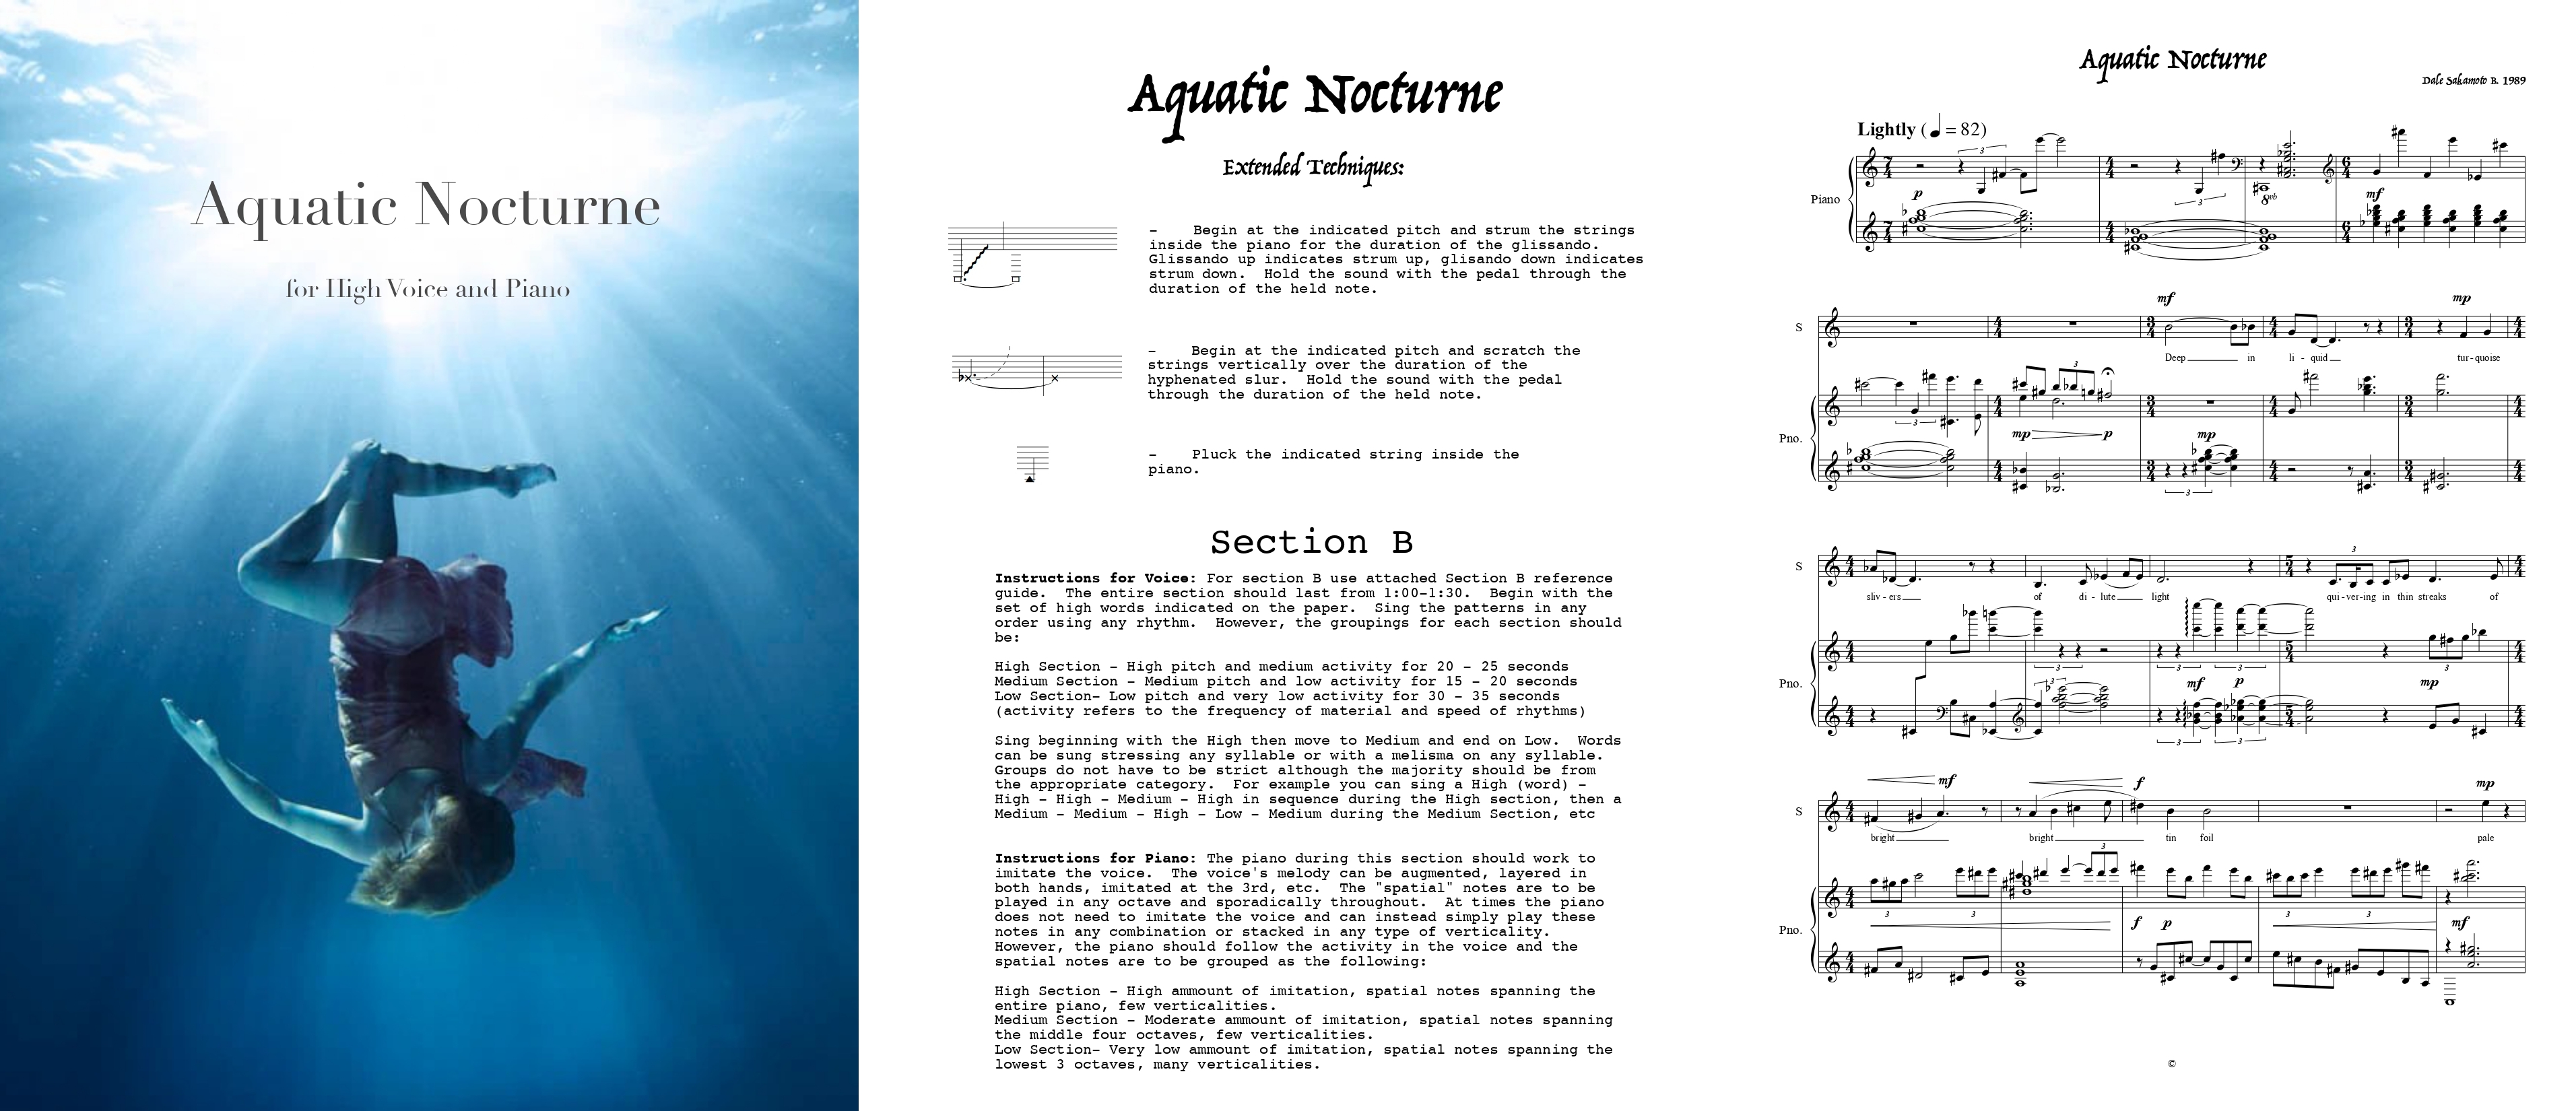 Aquatic Nocturne
for High Voice and Piano
Aquatic Nocturne
Extended Techniques:
- Begin at the indicated pitch and strum the strings
inside the piano for the duration of the glissando.
Glissando up indicates strum up, glisando down indicates
strum down. Hold the sound with the pedal through the
duration of the held note.
- Begin at the indicated pitch and scratch the
strings vertically over the duration of the
hyphenated slur. Hold the sound with the pedal
through the duration of the held note.
- Pluck the indicated string inside the
piano.
Section B
Instructions for Voice: For section B use attached Section B reference
guide. The entire section should last from 1:00-1:30. Begin with the
set of high words indicated on the paper. Sing the patterns in any
order using any rhythm. However, the groupings for each section should
be:
High Section - High pitch and medium activity for 20 - 25 seconds
Medium Section - Medium pitch and low activity for 15 - 20 seconds
Low Section- Low pitch and very low activity for 30 - 35 seconds
(activity refers to the frequency of material and speed of rhythms)
Sing beginning with the High then move to Medium and end on Low. Words
can be sung stressing any syllable or with a melisma on any syllable.
Groups do not have to be strict although the majority should be from
the appropriate category. For example you can sing a High (word) -
High - High - Medium - High in sequence during the High section, then a
Medium - Medium - High - Low - Medium during the Medium Section, etc
Instructions for Piano: The piano during this section should work to
imitate the voice. The voice's melody can be augmented, layered in
both hands, imitated at the 3rd, etc. The "spatial" notes are to be
played in any octave and sporadically throughout. At times the piano
does not need to imitate the voice and can instead simply play these
notes in any combination or stacked in any type of verticality.
However, the piano should follow the activity in the voice and the
spatial notes are to be grouped as the following:
High Section - High ammount of imitation, spatial notes spanning the
entire piano, few verticalities.
Medium Section - Moderate ammount of imitation, spatial notes spanning
the middle four octaves, few verticalities.
Low Section- Very low ammount of imitation, spatial notes spanning the
lowest 3 octaves, many verticalities.
Aquatic Nocturne
Dale Sakamoto B. 1989
Lightly (♩ = 82)
3
Piano
p
3
8vb
mf
mf mp
S
Deep in li - quid tur - quoise
3
3
Pno.
mp p mp
3
3
S
sliv - ers of di - lute light qui - ver - ing in thin streaks of
3 3 3 3
Pno.
3 mf p mp
3 3
mf f mp
S
bright bright tin foil pale
3
3 3 3 3
Pno.
f p mf
©